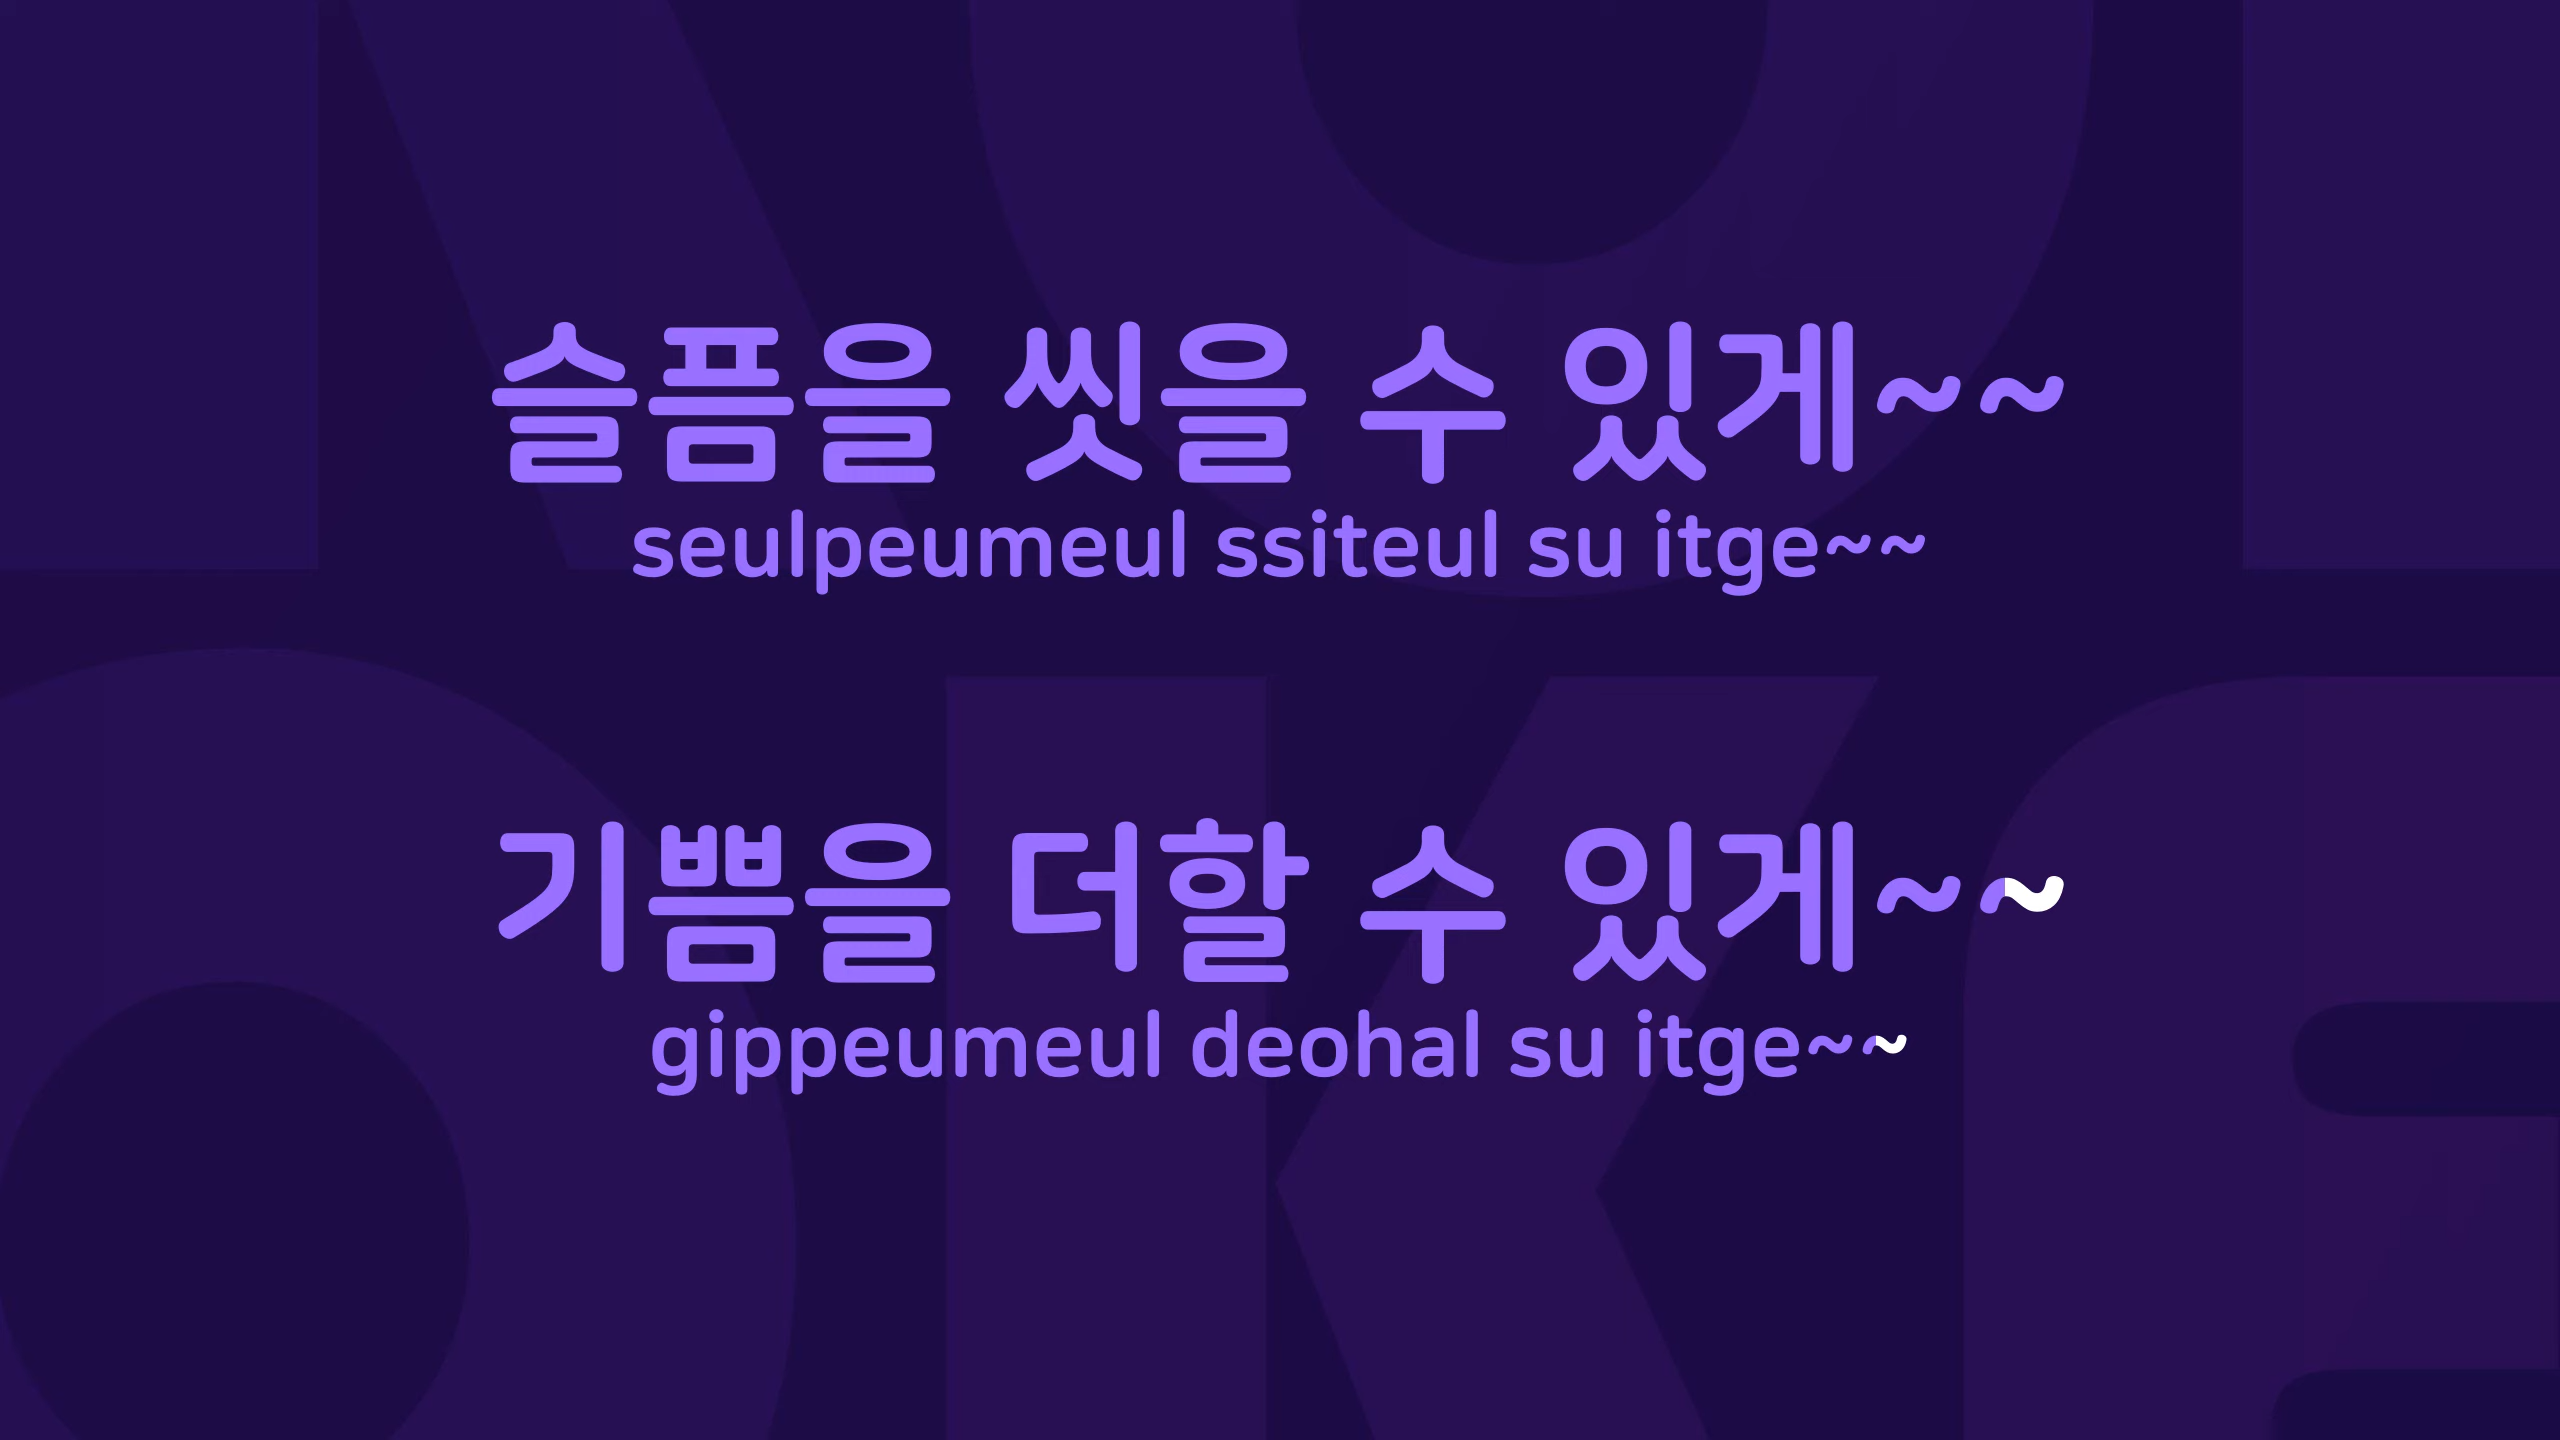 슬픔을 씻을 수 있게~~
seulpeumeul ssiteul su itge~~
기쁨을 더할 수 있게~~
gippeumeul deohal su itge~~